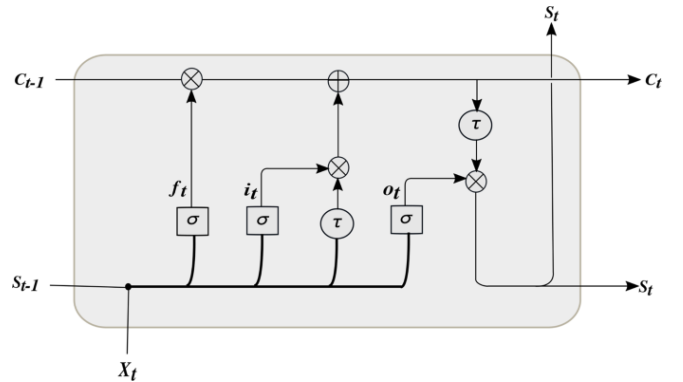 S_t
C_{t-1}
C_t
τ
f_t
i_t
o_t
σ
σ
τ
σ
S_{t-1}
S_t
X_t